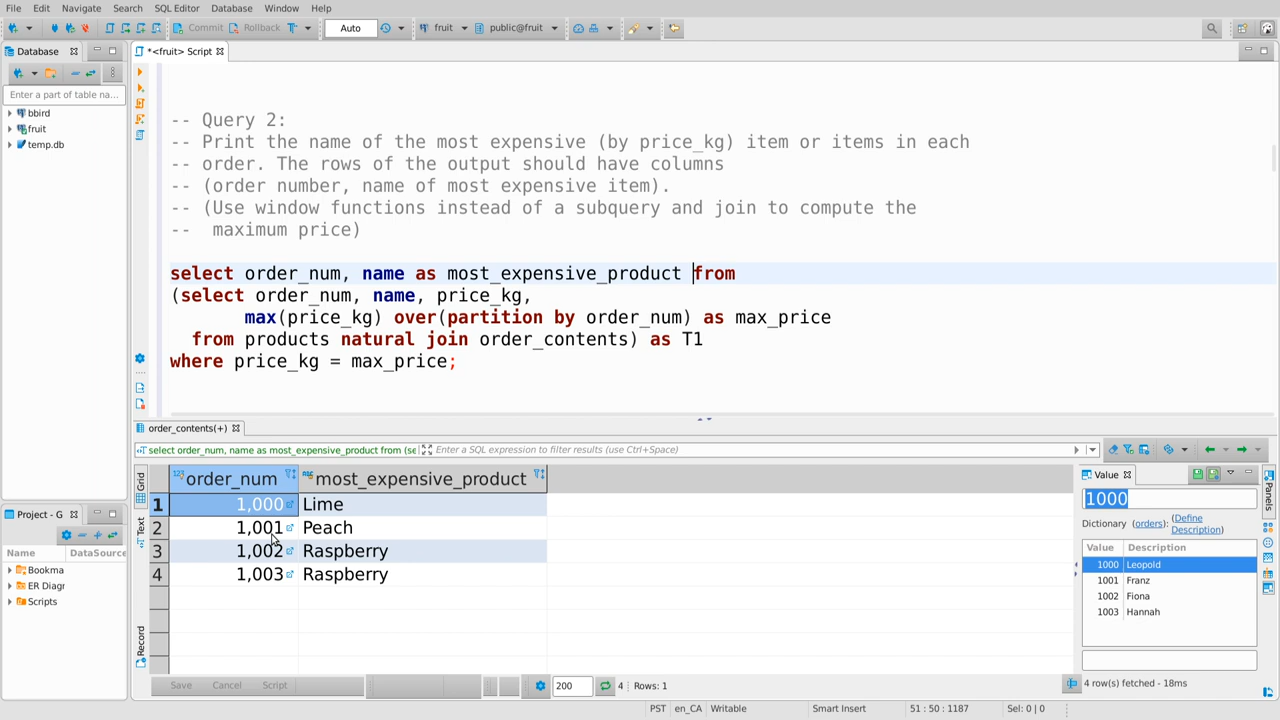 File Edit Navigate Search SQL Editor Database Window Help
Commit Rollback Auto fruit public@fruit
Database
*<fruit> Script
Enter a part of table na...
bbird
fruit
temp.db
-- Query 2:
-- Print the name of the most expensive (by price_kg) item or items in each
-- order. The rows of the output should have columns
-- (order number, name of most expensive item).
-- (Use window functions instead of a subquery and join to compute the
-- maximum price)
select order_num, name as most_expensive_product from
(select order_num, name, price_kg,
max(price_kg) over(partition by order_num) as max_price
from products natural join order_contents) as T1
where price_kg = max_price;
Project - G
Name DataSource
Bookma
ER Diagr
Scripts
order_contents(+)
select order_num, name as most_expensive_product from (se
Enter a SQL expression to filter results (use Ctrl+Space)
Grid
Text
Record
order_num most_expensive_product
1 1,000 Lime
2 1,001 Peach
3 1,002 Raspberry
4 1,003 Raspberry
Value
1000
Dictionary (orders): (Define
Description)
Value Description
1000 Leopold
1001 Franz
1002 Fiona
1003 Hannah
Panels
Save Cancel Script 200 4 Rows: 1
4 row(s) fetched - 18ms
PST en_CA Writable Smart Insert 51 : 50 : 1187 Sel: 0 | 0